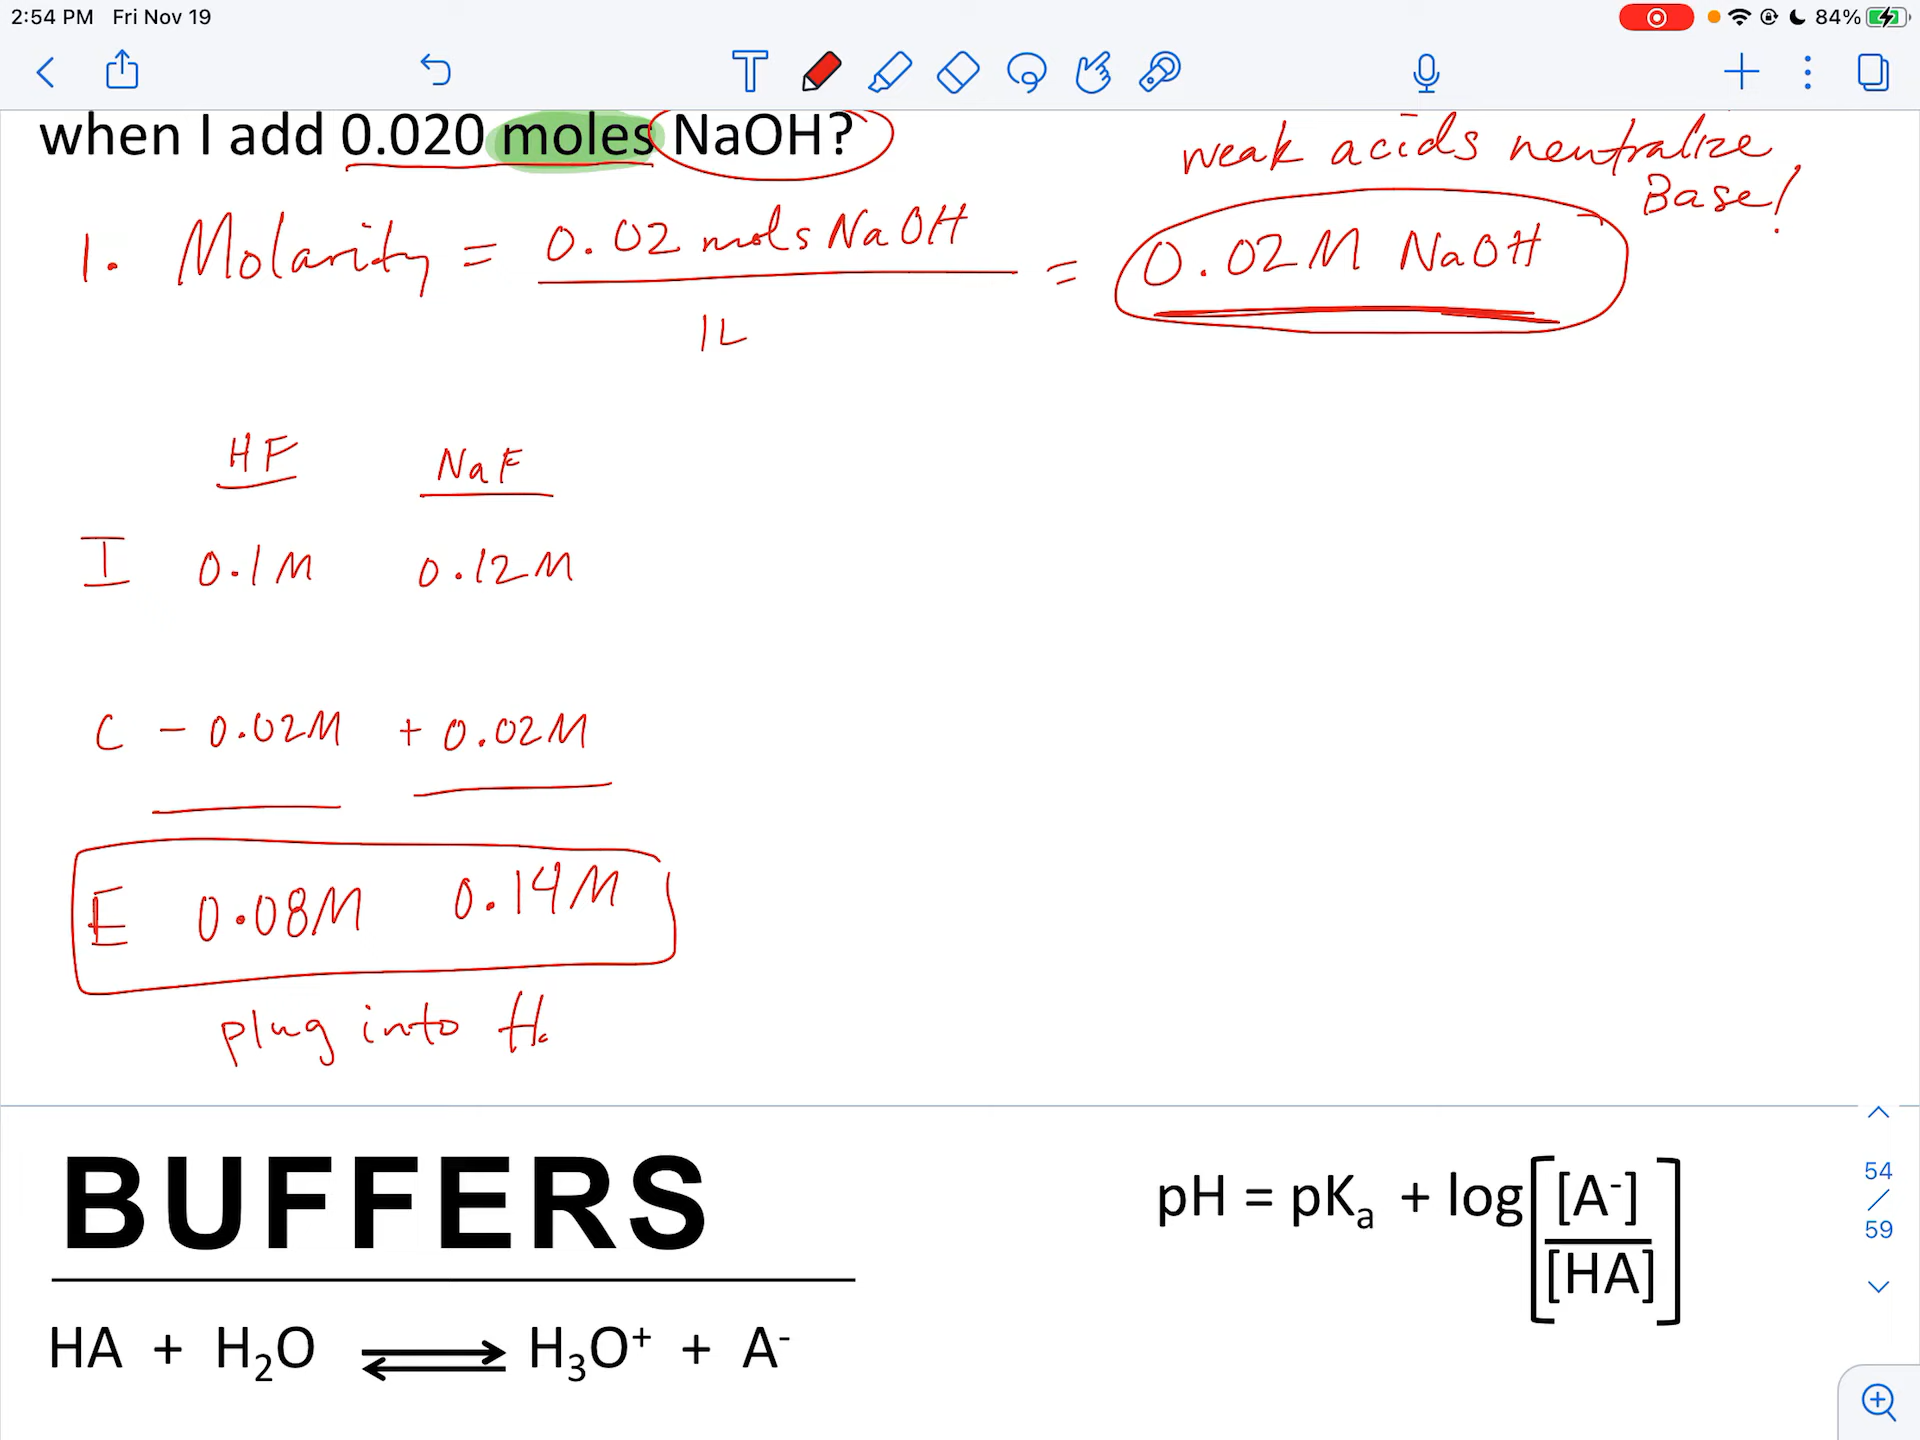 2:54 PM Fri Nov 19
84%
when I add 0.020 moles NaOH?
weak acids neutralize
Base!
1. Molarity = 0.02 mols NaOH / 1L = 0.02M NaOH
HF NaF
I 0.1M 0.12M
C - 0.02M + 0.02M
E 0.08M 0.14M
plug into H
BUFFERS
pH = pKₐ + log[[A⁻]/[HA]]
54
/
59
HA + H₂O ⇌ H₃O⁺ + A⁻